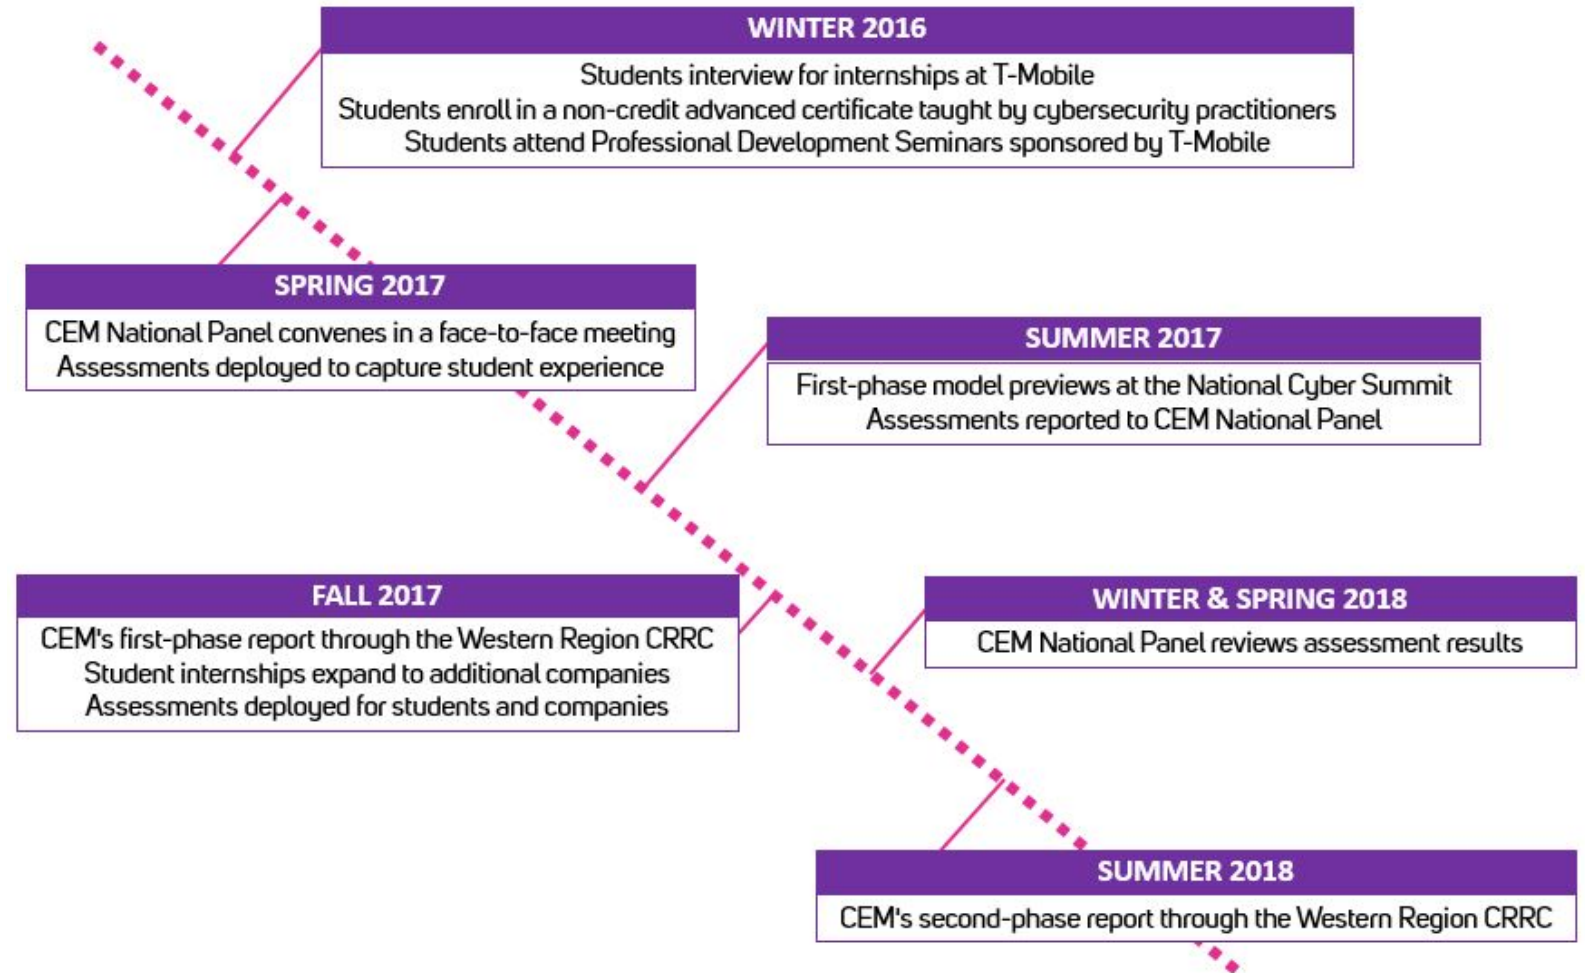 WINTER 2016
Students interview for internships at T-Mobile
Students enroll in a non-credit advanced certificate taught by cybersecurity practitioners
Students attend Professional Development Seminars sponsored by T-Mobile
SPRING 2017
CEM National Panel convenes in a face-to-face meeting
Assessments deployed to capture student experience
SUMMER 2017
First-phase model previews at the National Cyber Summit
Assessments reported to CEM National Panel
FALL 2017
CEM's first-phase report through the Western Region CRRC
Student internships expand to additional companies
Assessments deployed for students and companies
WINTER & SPRING 2018
CEM National Panel reviews assessment results
SUMMER 2018
CEM's second-phase report through the Western Region CRRC